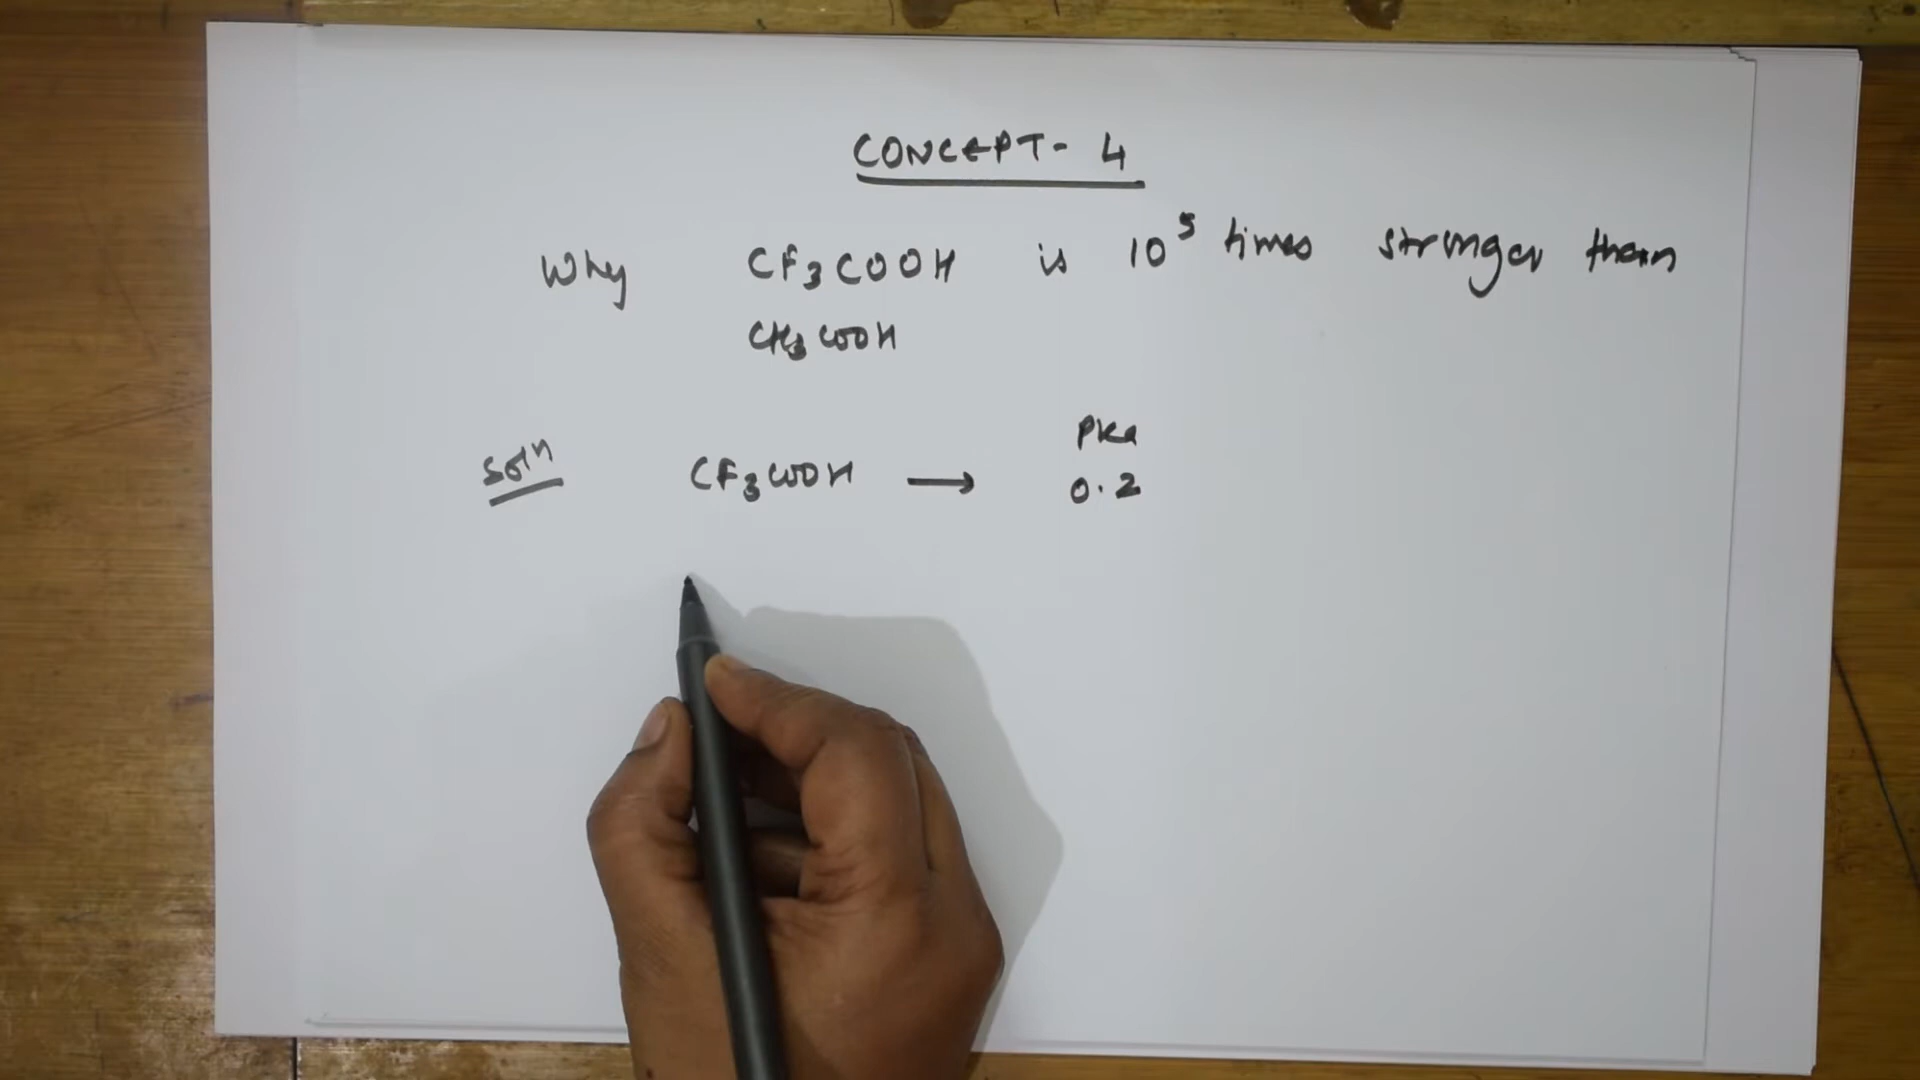 CONCEPT- 4
Why CF3COOH is 10^5 times stronger than
CH3COOH
Soln CF3COOH → Pka
0.2